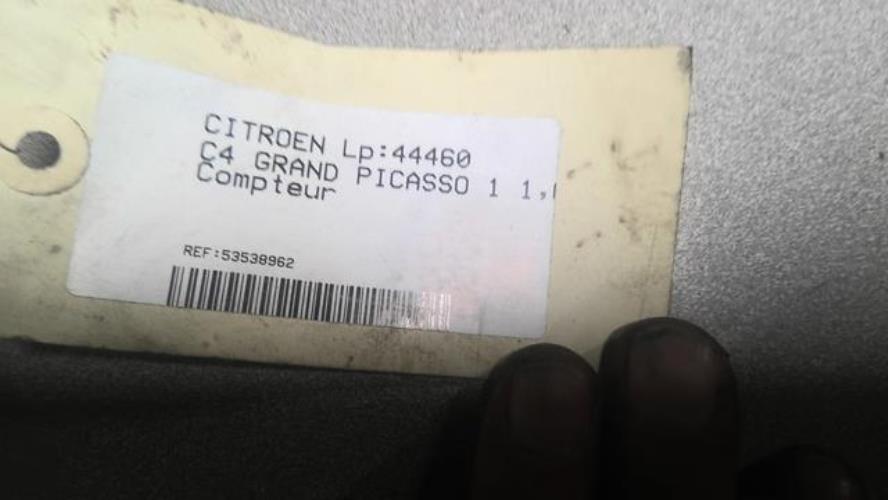 CITROEN Lp:44460
C4 GRAND PICASSO 1 1,
Compteur
REF:53538962